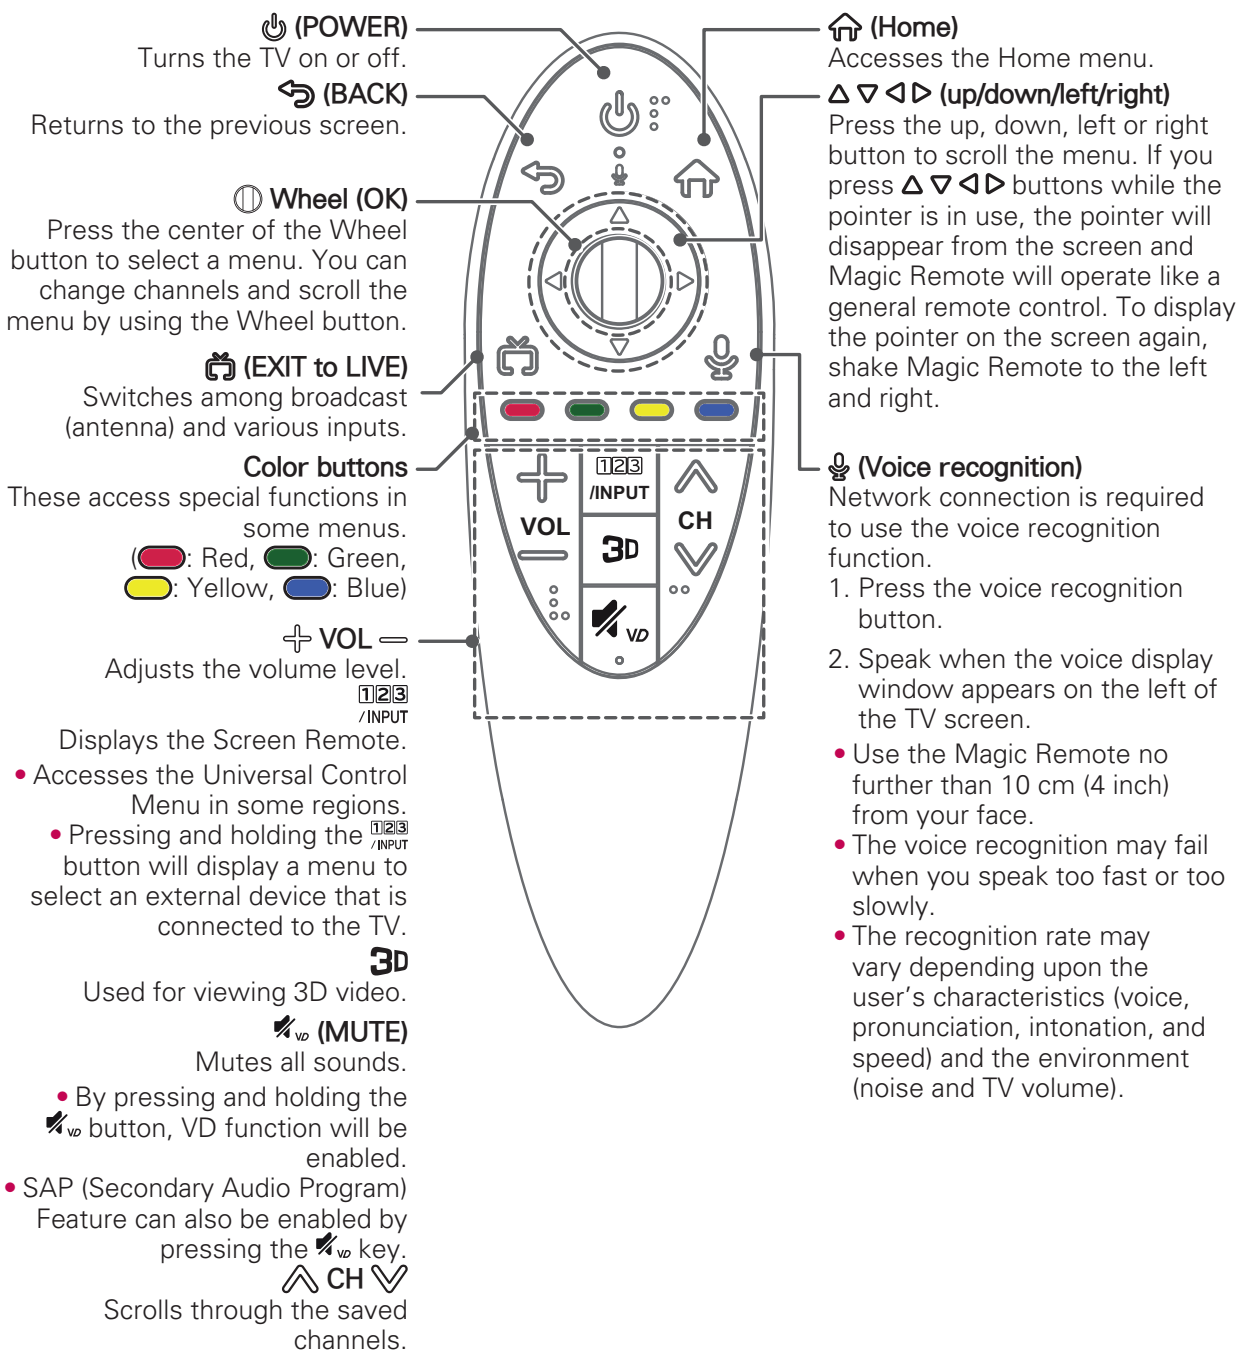 (POWER)
Turns the TV on or off.
(BACK)
Returns to the previous screen.
Wheel (OK)
Press the center of the Wheel
button to select a menu. You can
change channels and scroll the
menu by using the Wheel button.
(EXIT to LIVE)
Switches among broadcast
(antenna) and various inputs.
Color buttons
These access special functions in
some menus.
( : Red, : Green,
: Yellow, : Blue)
VOL
Adjusts the volume level.
123
/INPUT
Displays the Screen Remote.
• Accesses the Universal Control
Menu in some regions.
• Pressing and holding the 123/INPUT
button will display a menu to
select an external device that is
connected to the TV.
3D
Used for viewing 3D video.
VD (MUTE)
Mutes all sounds.
• By pressing and holding the
VD button, VD function will be
enabled.
• SAP (Secondary Audio Program)
Feature can also be enabled by
pressing the VD key.
CH
Scrolls through the saved
channels.
123
/INPUT
VOL
CH
3D
VD
(Home)
Accesses the Home menu.
△ ▽ ◁ ▷ (up/down/left/right)
Press the up, down, left or right
button to scroll the menu. If you
press △ ▽ ◁ ▷ buttons while the
pointer is in use, the pointer will
disappear from the screen and
Magic Remote will operate like a
general remote control. To display
the pointer on the screen again,
shake Magic Remote to the left
and right.
(Voice recognition)
Network connection is required
to use the voice recognition
function.
1. Press the voice recognition
button.
2. Speak when the voice display
window appears on the left of
the TV screen.
• Use the Magic Remote no
further than 10 cm (4 inch)
from your face.
• The voice recognition may fail
when you speak too fast or too
slowly.
• The recognition rate may
vary depending upon the
user's characteristics (voice,
pronunciation, intonation, and
speed) and the environment
(noise and TV volume).